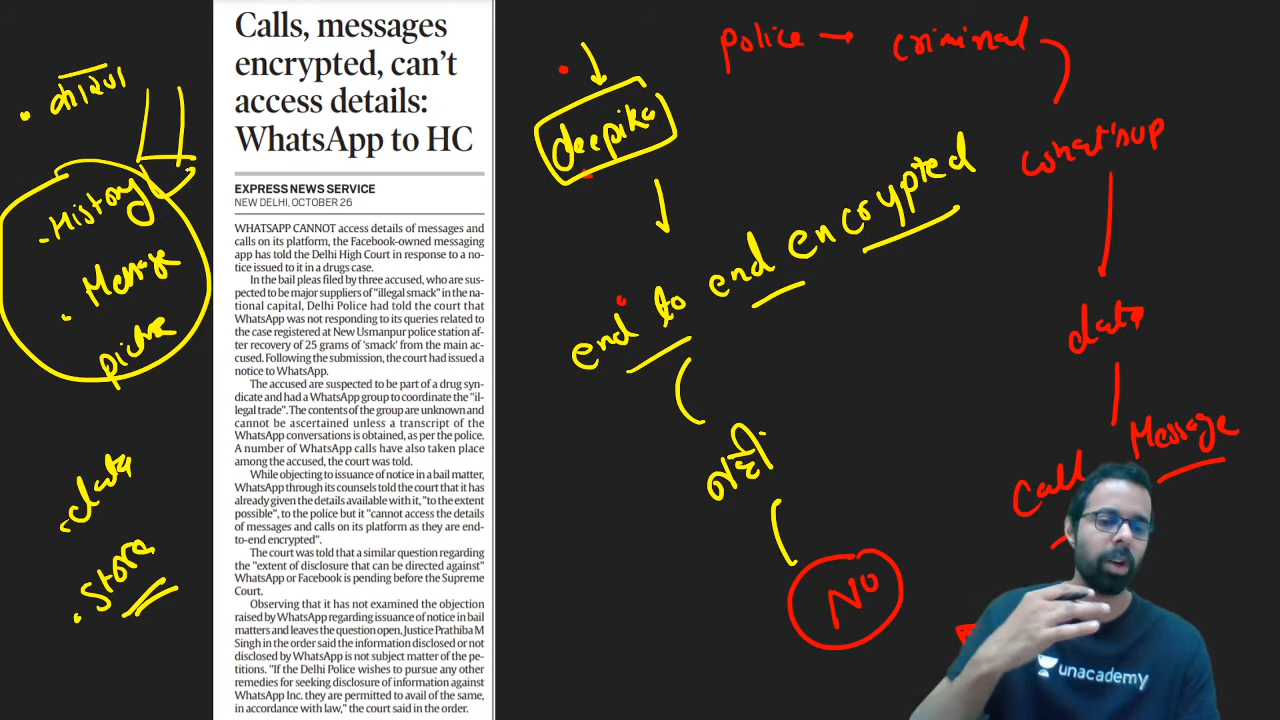 Calls, messages
encrypted, can't
access details:
WhatsApp to HC
EXPRESS NEWS SERVICE
NEW DELHI, OCTOBER 26
WHATSAPP CANNOT access details of messages and
calls on its platform, the Facebook-owned messaging
app has told the Delhi High Court in response to a no-
tice issued to it in a drugs case.
In the bail pleas filed by three accused, who are sus-
pected to be major suppliers of "illegal smack" in the na-
tional capital, Delhi Police had told the court that
WhatsApp was not responding to its queries related to
the case registered at New Usmanpur police station af-
ter recovery of 25 grams of 'smack' from the main ac-
cused. Following the submission, the court had issued a
notice to WhatsApp.
The accused are suspected to be part of a drug syn-
dicate and had a WhatsApp group to coordinate the "il-
legal trade". The contents of the group are unknown and
cannot be ascertained unless a transcript of the
WhatsApp conversations is obtained, as per the police.
A number of WhatsApp calls have also taken place
among the accused, the court was told.
While objecting to issuance of notice in a bail matter,
WhatsApp through its counsels told the court that it has
already given the details available with it, "to the extent
possible", to the police but it "cannot access the details
of messages and calls on its platform as they are end-
to-end encrypted".
The court was told that a similar question regarding
the "extent of disclosure that can be directed against"
WhatsApp or Facebook is pending before the Supreme
Court.
Observing that it has not examined the objection
raised by WhatsApp regarding issuance of notice in bail
matters and leaves the question open, Justice Prathiba M
Singh in the order said the information disclosed or not
disclosed by WhatsApp is not subject matter of the pe-
titions. "If the Delhi Police wishes to pursue any other
remedies for seeking disclosure of information against
WhatsApp Inc. they are permitted to avail of the same,
in accordance with law," the court said in the order.
History
Message
data
store
deepika
end to end encrypted
नही
NO
police → criminal
data
Call Message
unacademy